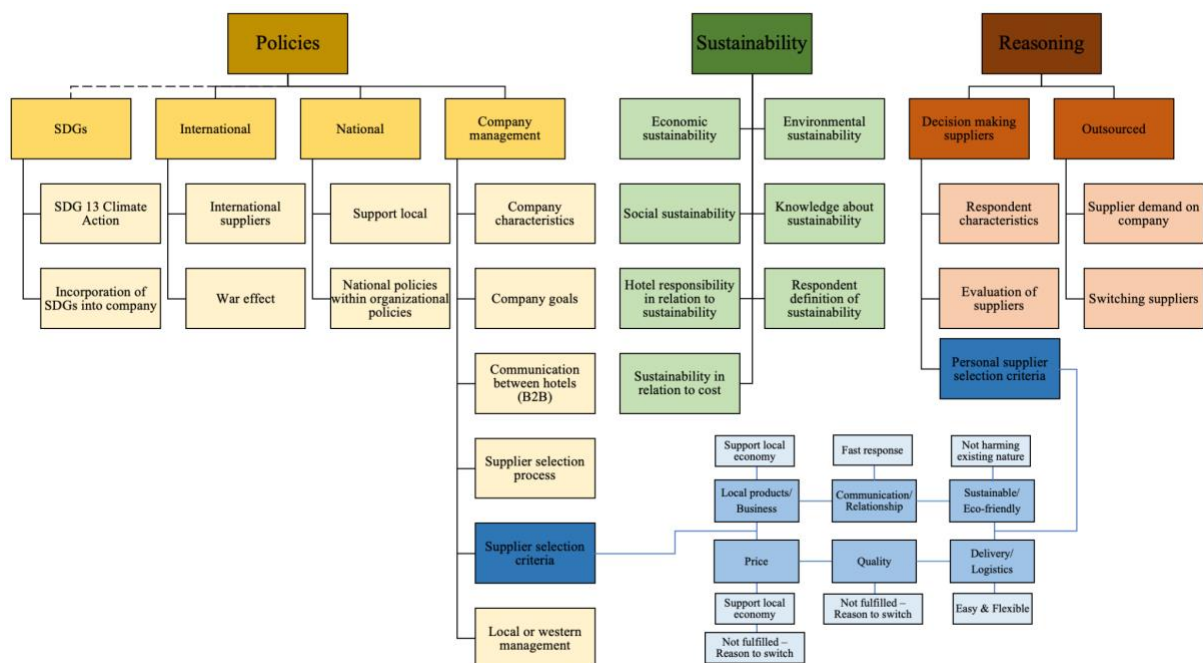 Policies
Sustainability
Reasoning
SDGs
International
National
Company
management
Economic
sustainability
Environmental
sustainability
Decision making
suppliers
Outsourced
SDG 13 Climate
Action
International
suppliers
Support local
Company
characteristics
Social sustainability
Knowledge about
sustainability
Respondent
characteristics
Supplier demand on
company
Incorporation of
SDGs into company
War effect
National policies
within organizational
policies
Company goals
Hotel responsibility
in relation to
sustainability
Respondent
definition of
sustainability
Evaluation of
suppliers
Switching suppliers
Communication
between hotels
(B2B)
Sustainability in
relation to cost
Personal supplier
selection criteria
Supplier selection
process
Support local
economy
Fast response
Not harming
existing nature
Local products/
Business
Communication/
Relationship
Sustainable/
Eco-friendly
Supplier selection
criteria
Price
Quality
Delivery/
Logistics
Support local
economy
Not fulfilled –
Reason to switch
Easy & Flexible
Local or western
management
Not fulfilled –
Reason to switch